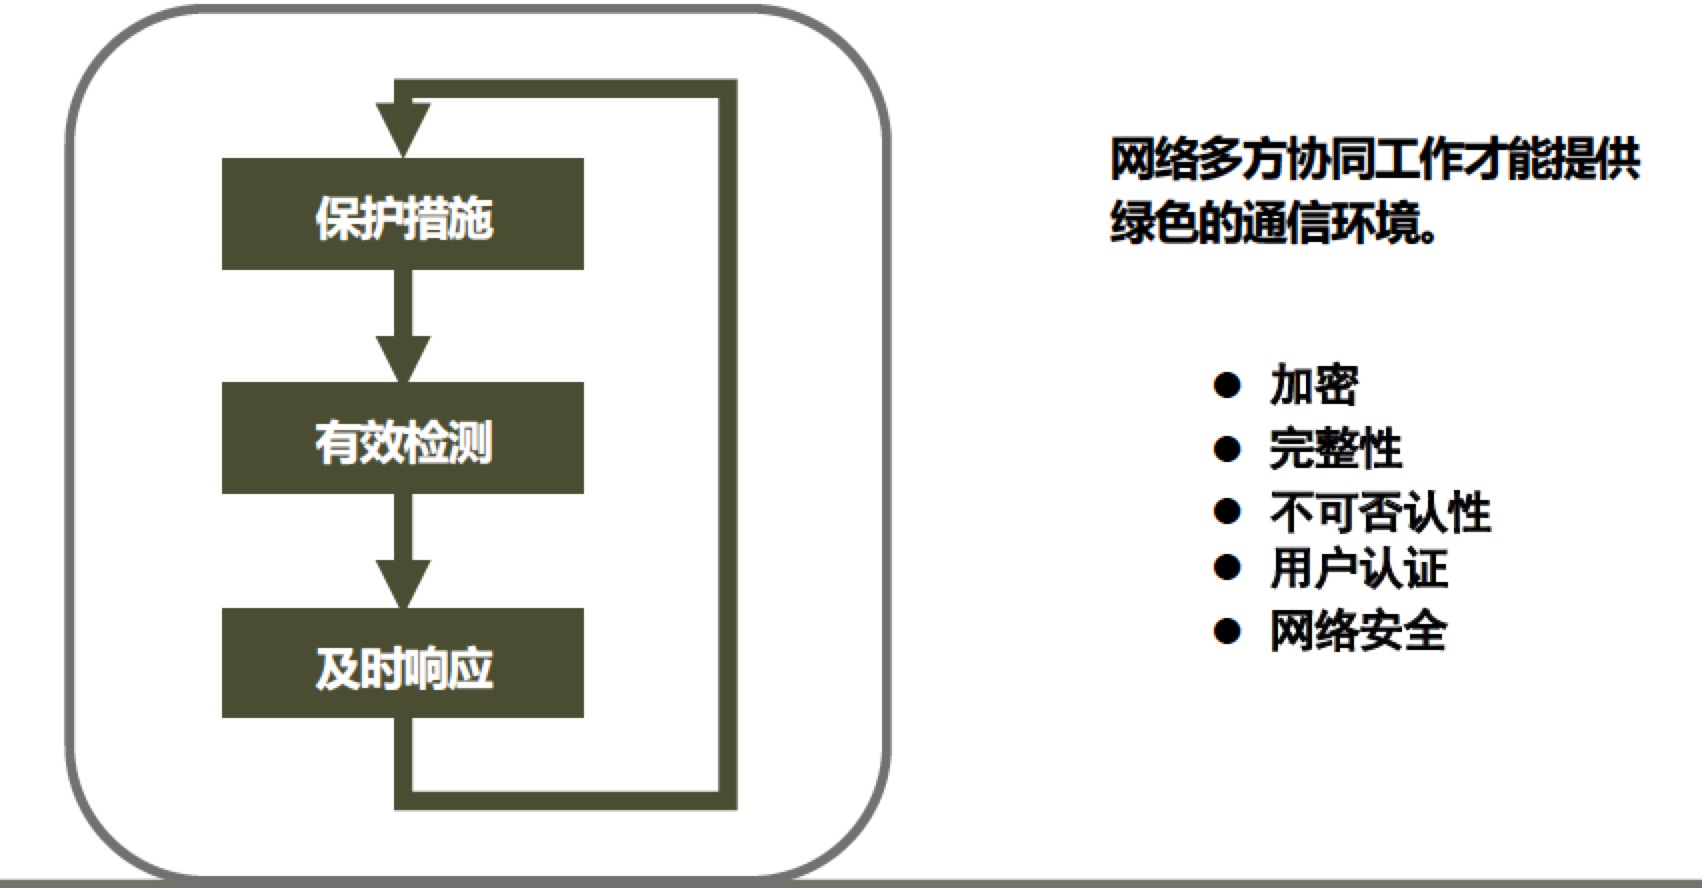 保护措施
有效检测
及时响应
网络多方协同工作才能提供
绿色的通信环境。
● 加密
● 完整性
● 不可否认性
● 用户认证
● 网络安全